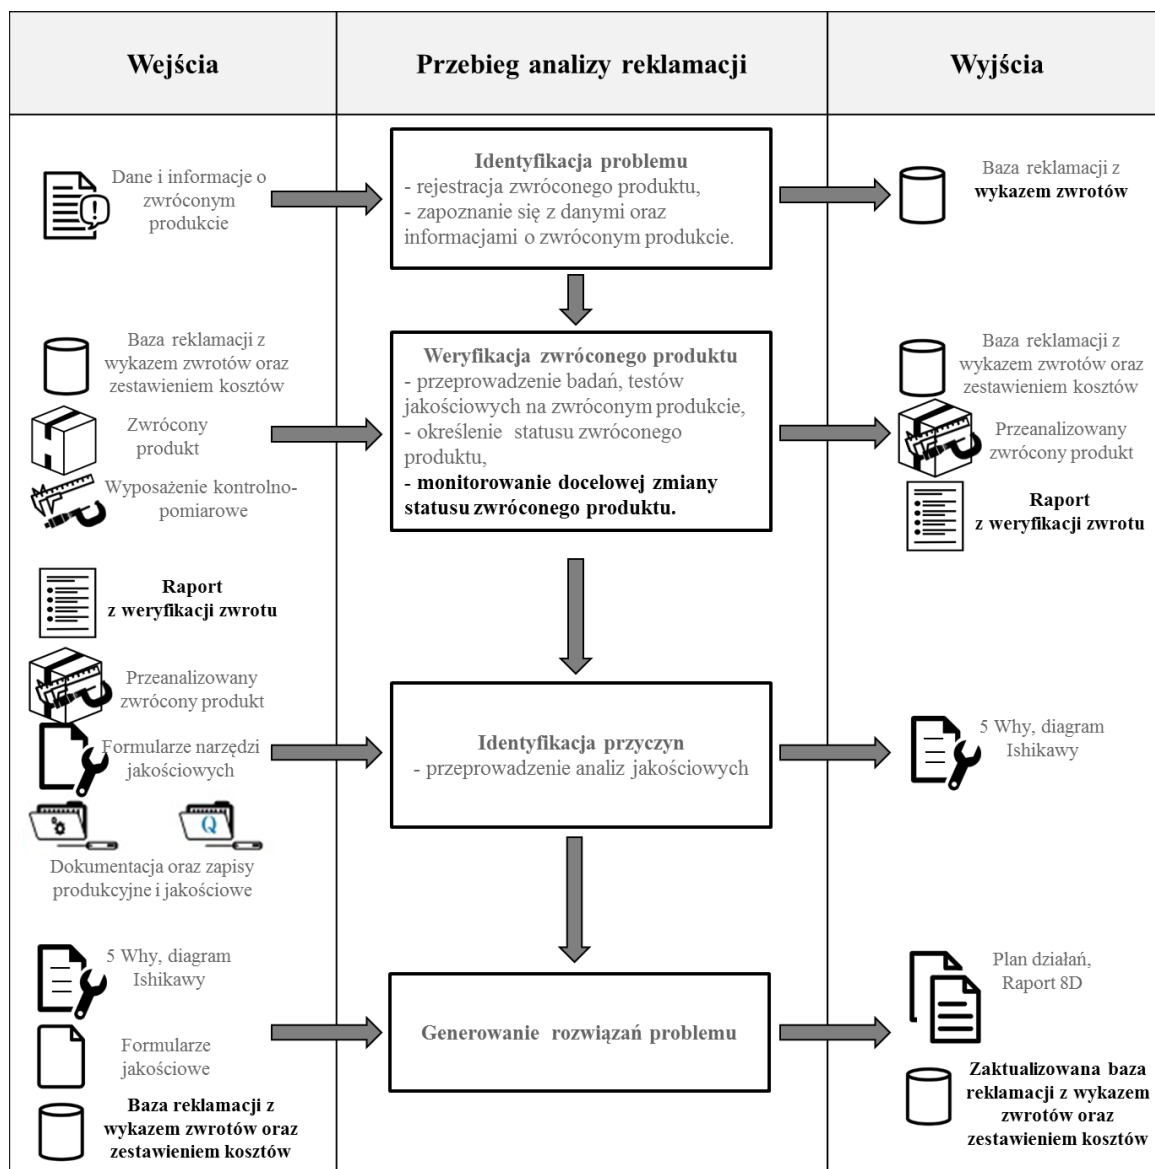 Wejścia
Przebieg analizy reklamacji
Wyjścia
Dane i informacje o
zwróconym
produkcie
Identyfikacja problemu
- rejestracja zwróconego produktu,
- zapoznanie się z danymi oraz
informacjami o zwróconym produkcie.
Baza reklamacji z
wykazem zwrotów
Baza reklamacji z
wykazem zwrotów oraz
zestawieniem kosztów
Zwrócony
produkt
Wyposażenie kontrolno-
pomiarowe
Weryfikacja zwróconego produktu
- przeprowadzenie badań, testów
jakościowych na zwróconym produkcie,
- określenie statusu zwróconego
produktu,
- monitorowanie docelowej zmiany
statusu zwróconego produktu.
Baza reklamacji z
wykazem zwrotów oraz
zestawieniem kosztów
Przeanalizowany
zwrócony produkt
Raport
z weryfikacji zwrotu
Raport
z weryfikacji zwrotu
Przeanalizowany
zwrócony produkt
Formularze narzędzi
jakościowych
Q
Dokumentacja oraz zapisy
produkcyjne i jakościowe
Identyfikacja przyczyn
- przeprowadzenie analiz jakościowych
5 Why, diagram
Ishikawy
5 Why, diagram
Ishikawy
Formularze
jakościowe
Baza reklamacji z
wykazem zwrotów oraz
zestawieniem kosztów
Generowanie rozwiązań problemu
Plan działań,
Raport 8D
Zaktualizowana baza
reklamacji z wykazem
zwrotów oraz
zestawieniem kosztów